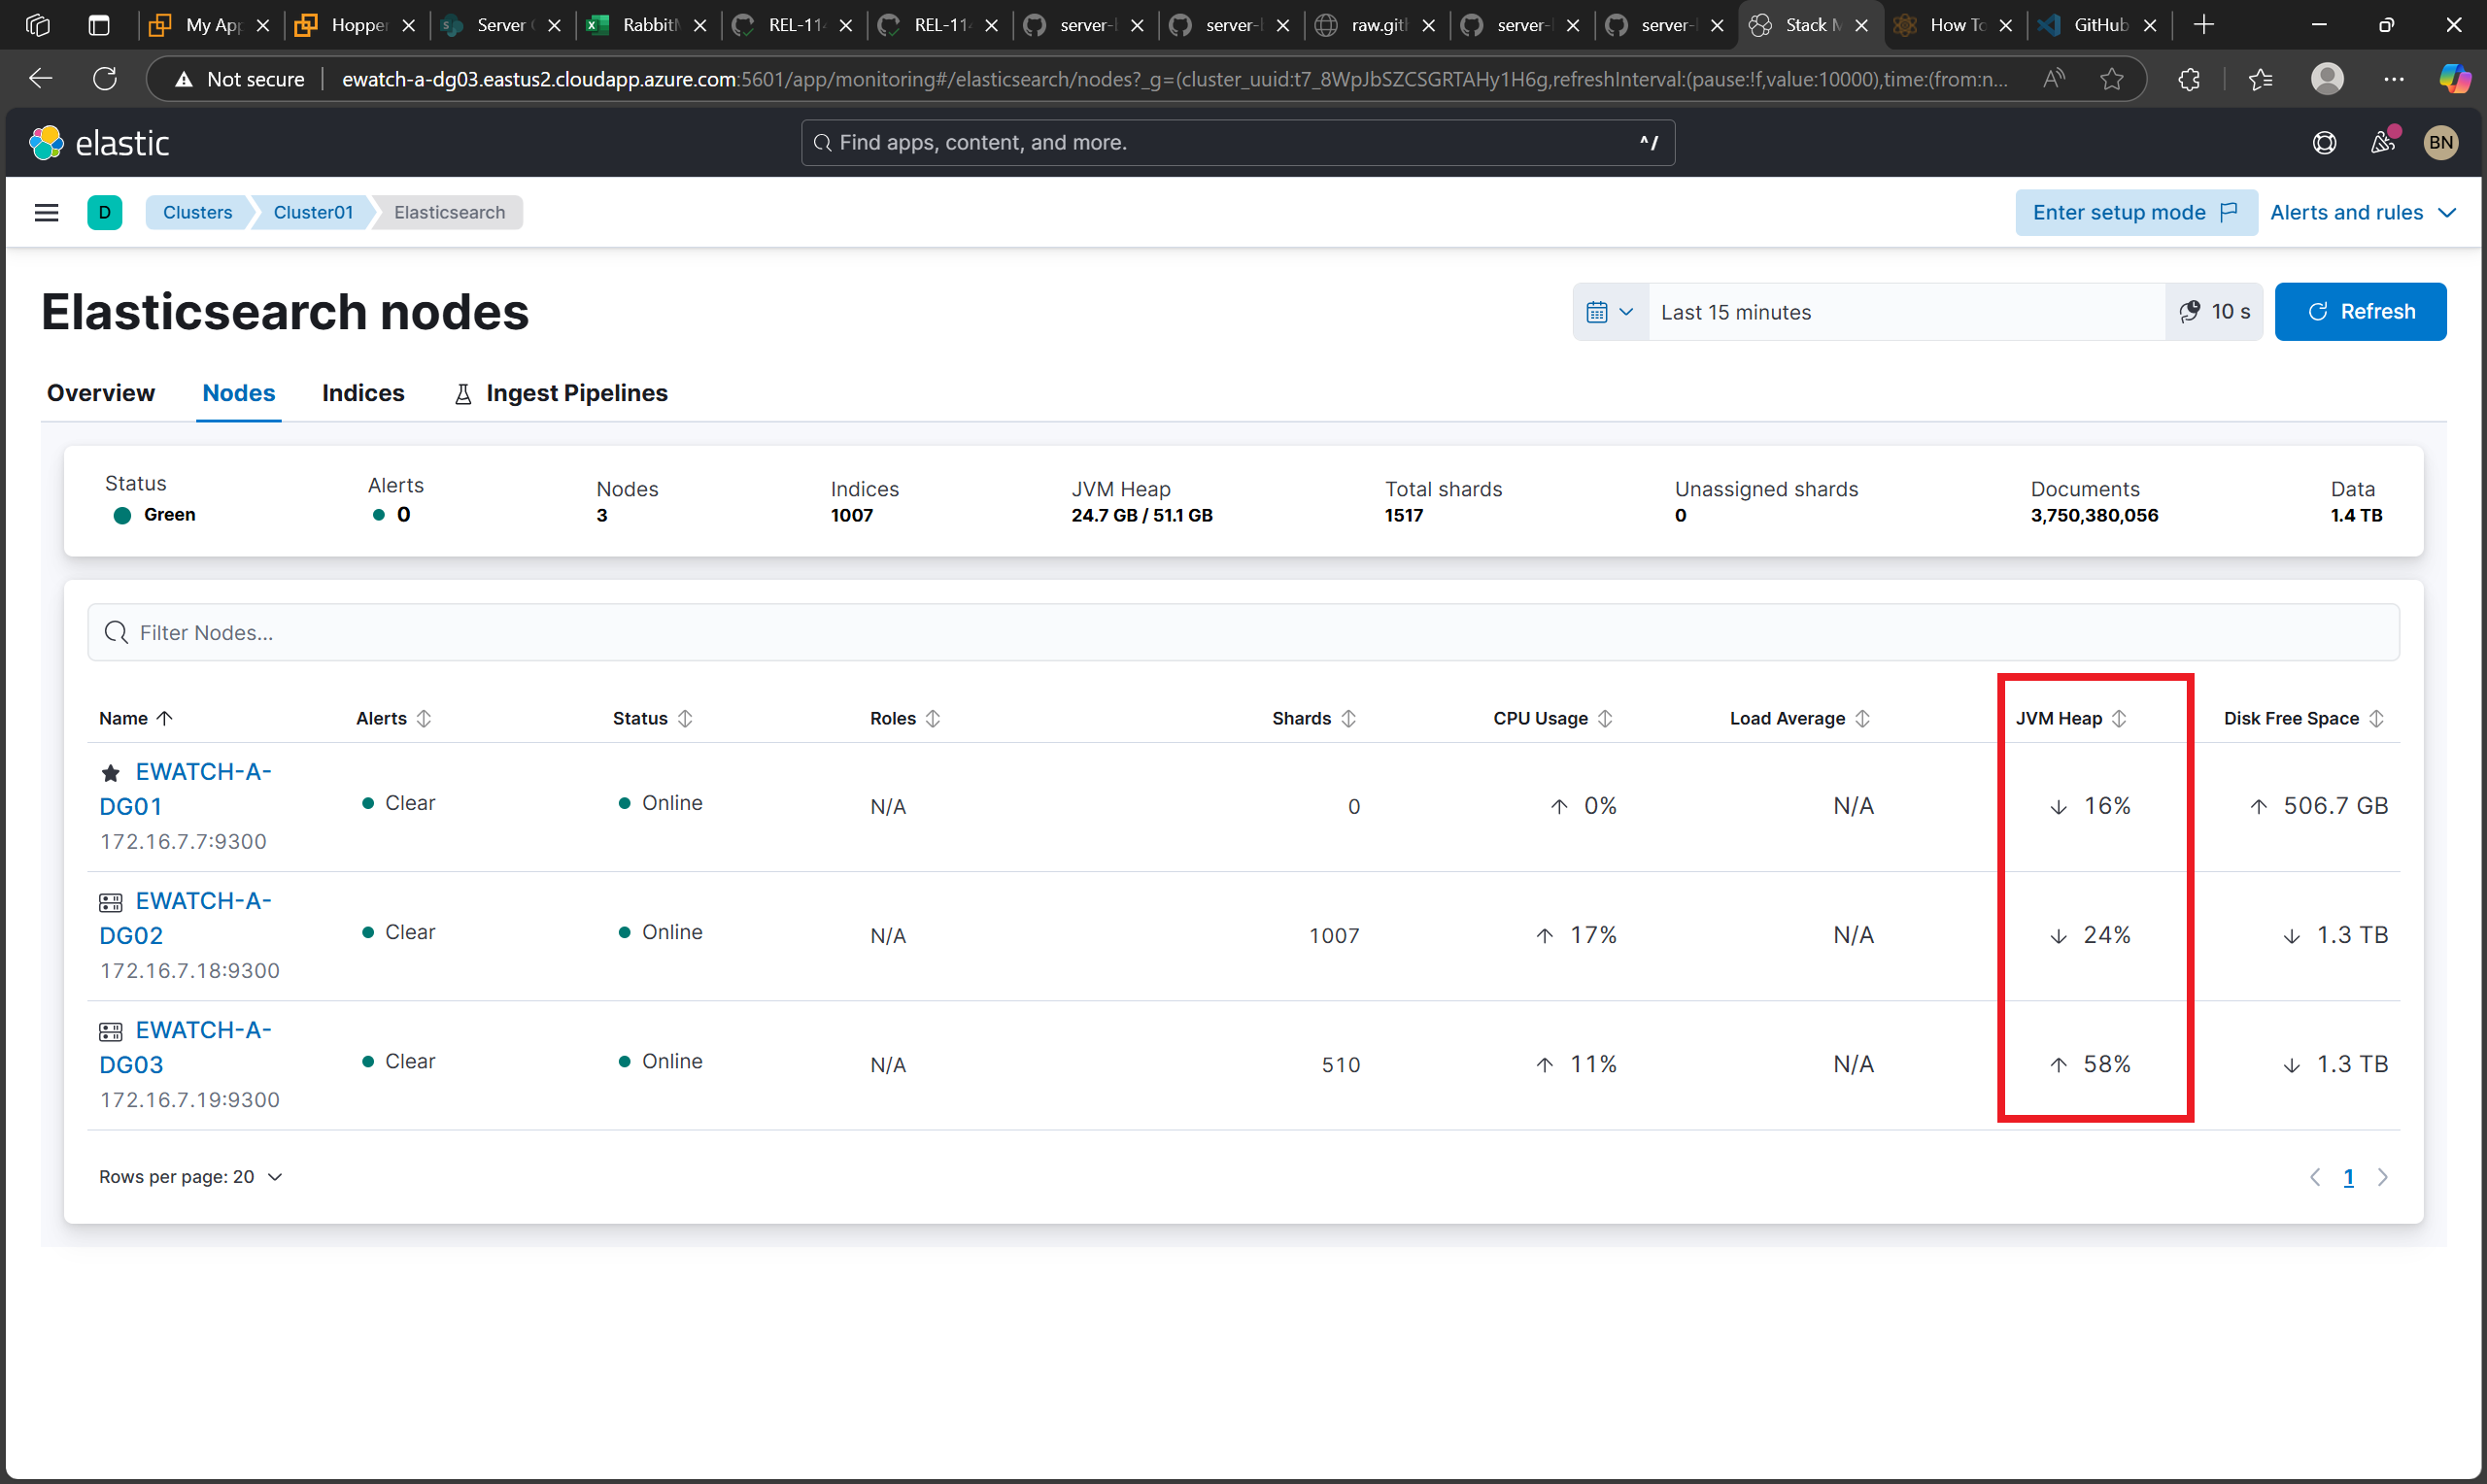 My Ap
Hopper
Server
Rabbit
REL-11
REL-11
server-
server-
raw.git
server-
server-
Stack
How To
GitHub
Not secure
ewatch-a-dg03.eastus2.cloudapp.azure.com:5601/app/monitoring#/elasticsearch/nodes?_g=(cluster_uuid:t7_8WpJbSZCSGRTAHy1H6g,refreshInterval:(pause:!f,value:10000),time:(from:n...
elastic
Find apps, content, and more.
^/
BN
D
Clusters
Cluster01
Elasticsearch
Enter setup mode
Alerts and rules
Elasticsearch nodes
Last 15 minutes
10 s
Refresh
Overview
Nodes
Indices
Ingest Pipelines
Status
Green
Alerts
0
Nodes
3
Indices
1007
JVM Heap
24.7 GB / 51.1 GB
Total shards
1517
Unassigned shards
0
Documents
3,750,380,056
Data
1.4 TB
Filter Nodes...
Name Alerts Status Roles Shards CPU Usage Load Average JVM Heap Disk Free Space
EWATCH-A-
DG01
172.16.7.7:9300
Clear
Online
N/A
0
0%
N/A
16%
506.7 GB
EWATCH-A-
DG02
172.16.7.18:9300
Clear
Online
N/A
1007
17%
N/A
24%
1.3 TB
EWATCH-A-
DG03
172.16.7.19:9300
Clear
Online
N/A
510
11%
N/A
58%
1.3 TB
Rows per page: 20
1